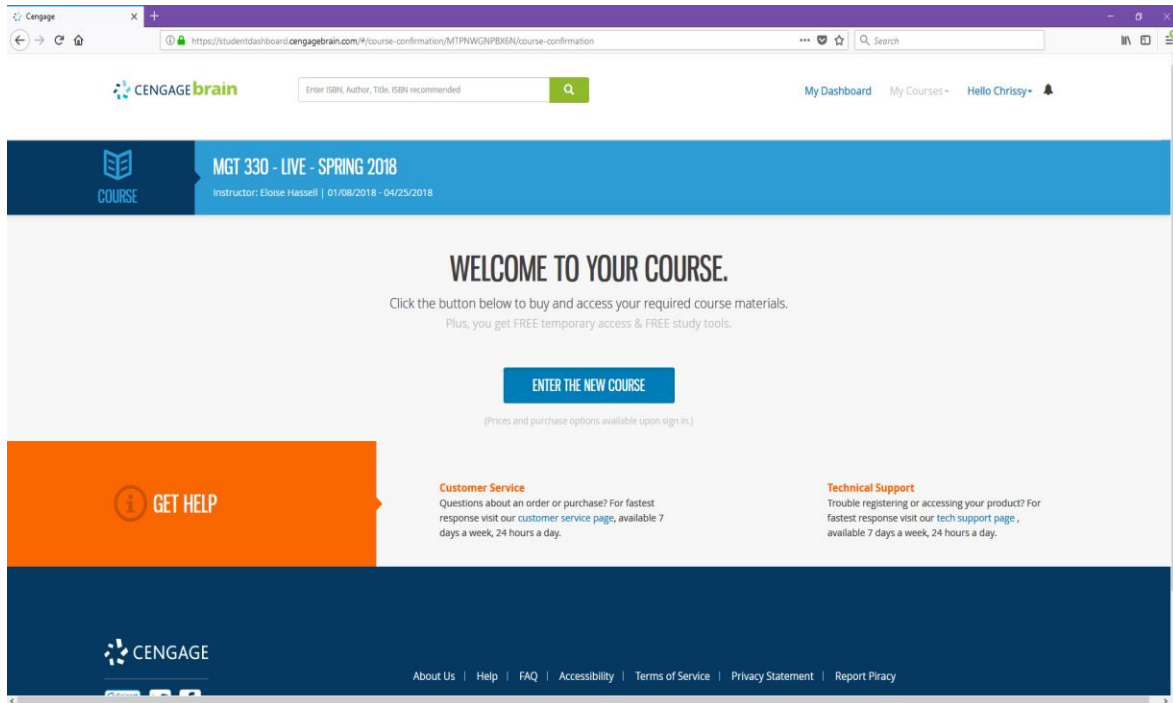 Cengage
https://studentdashboard.cengagebrain.com/#/course-confirmation/MTPNWGNPBX6N/course-confirmation
Search
CENGAGEbrain
Enter ISBN, Author, Title. ISBN recommended
My Dashboard My Courses Hello Chrissy
COURSE
MGT 330 - LIVE - SPRING 2018
Instructor: Eloise Hassell | 01/08/2018 - 04/25/2018
WELCOME TO YOUR COURSE.
Click the button below to buy and access your required course materials.
Plus, you get FREE temporary access & FREE study tools.
ENTER THE NEW COURSE
(Prices and purchase options available upon sign in.)
GET HELP
Customer Service
Questions about an order or purchase? For fastest
response visit our customer service page, available 7
days a week, 24 hours a day.
Technical Support
Trouble registering or accessing your product? For
fastest response visit our tech support page ,
available 7 days a week, 24 hours a day.
CENGAGE
About Us | Help | FAQ | Accessibility | Terms of Service | Privacy Statement | Report Piracy